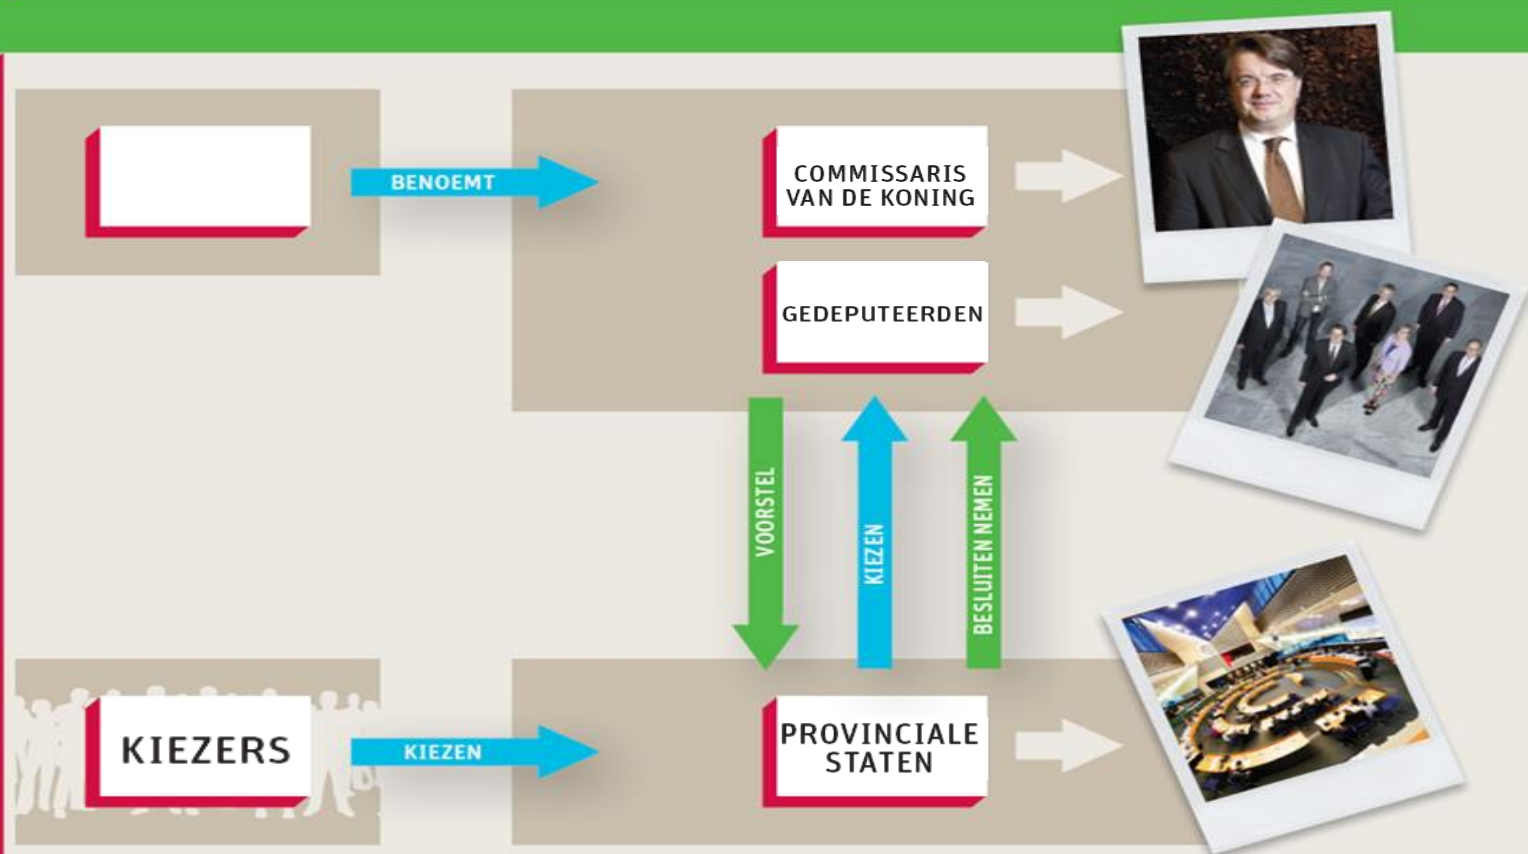 BENOEMT
COMMISSARIS
VAN DE KONING
GEDEPUTEERDEN
VOORSTEL
KIEZEN
BESLUITEN NEMEN
KIEZERS
KIEZEN
PROVINCIALE
STATEN